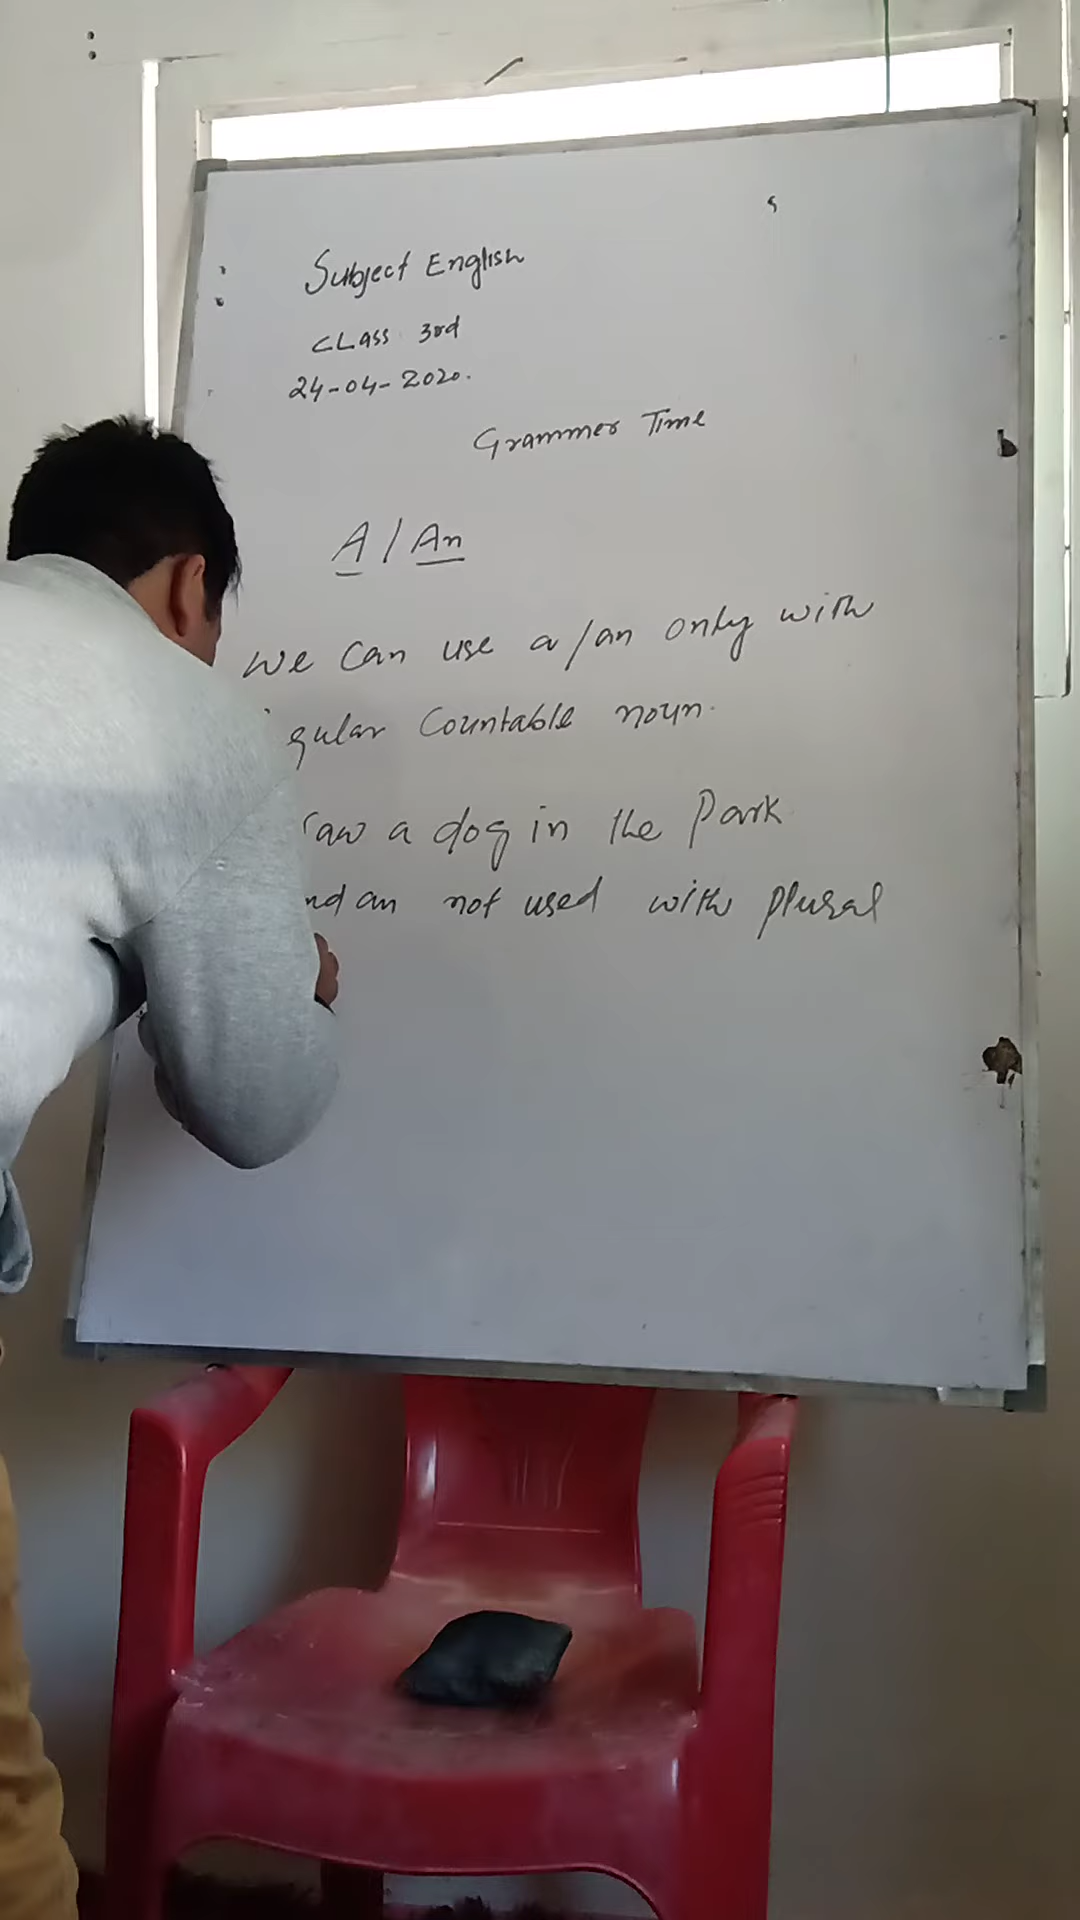 Subject English
CLass 3rd
24-04-2020.
Grammer Time
A / An
We can use a/an only with
gular Countable noun.
aw a dog in the Park
nd an not used with plural